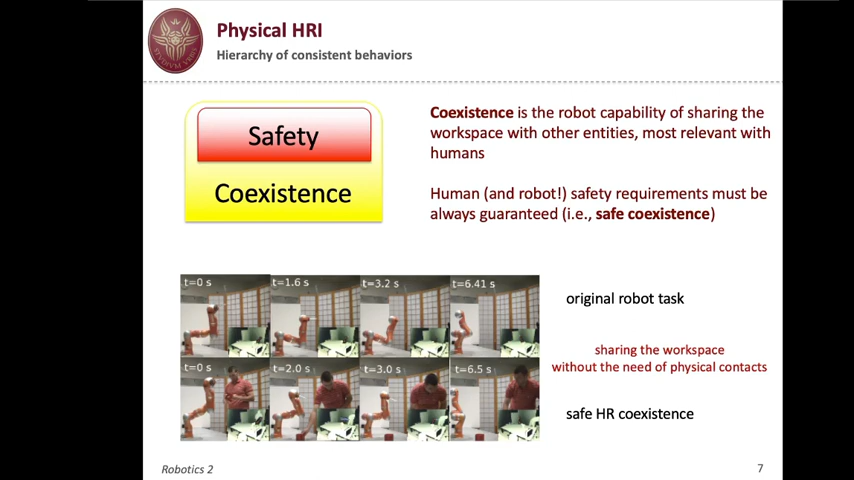 Physical HRI
Hierarchy of consistent behaviors
Safety
Coexistence
Coexistence is the robot capability of sharing the
workspace with other entities, most relevant with
humans
Human (and robot!) safety requirements must be
always guaranteed (i.e., safe coexistence)
t=0 s
t=1.6 s
t=3.2 s
t=6.41 s
original robot task
sharing the workspace
without the need of physical contacts
t=0 s
t=2.0 s
t=3.0 s
t=6.5 s
safe HR coexistence
Robotics 2
7